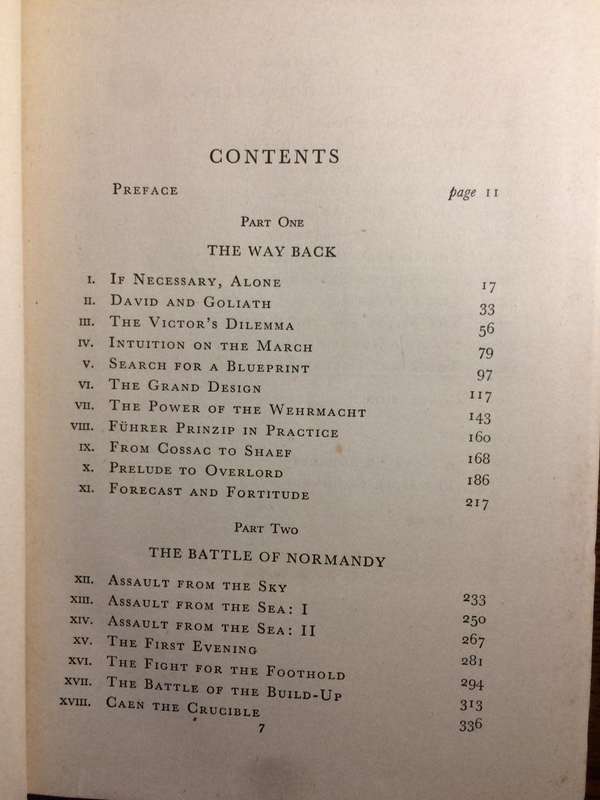 CONTENTS
PREFACE page 11
PART ONE
THE WAY BACK
I. IF NECESSARY, ALONE 17
II. DAVID AND GOLIATH 33
III. THE VICTOR'S DILEMMA 56
IV. INTUITION ON THE MARCH 79
V. SEARCH FOR A BLUEPRINT 97
VI. THE GRAND DESIGN 117
VII. THE POWER OF THE WEHRMACHT 143
VIII. FÜHRER PRINZIP IN PRACTICE 160
IX. FROM COSSAC TO SHAEF 168
X. PRELUDE TO OVERLORD 186
XI. FORECAST AND FORTITUDE 217
PART TWO
THE BATTLE OF NORMANDY
XII. ASSAULT FROM THE SKY 233
XIII. ASSAULT FROM THE SEA: I 250
XIV. ASSAULT FROM THE SEA: II 267
XV. THE FIRST EVENING 281
XVI. THE FIGHT FOR THE FOOTHOLD 294
XVII. THE BATTLE OF THE BUILD-UP 313
XVIII. CAEN THE CRUCIBLE 336
7